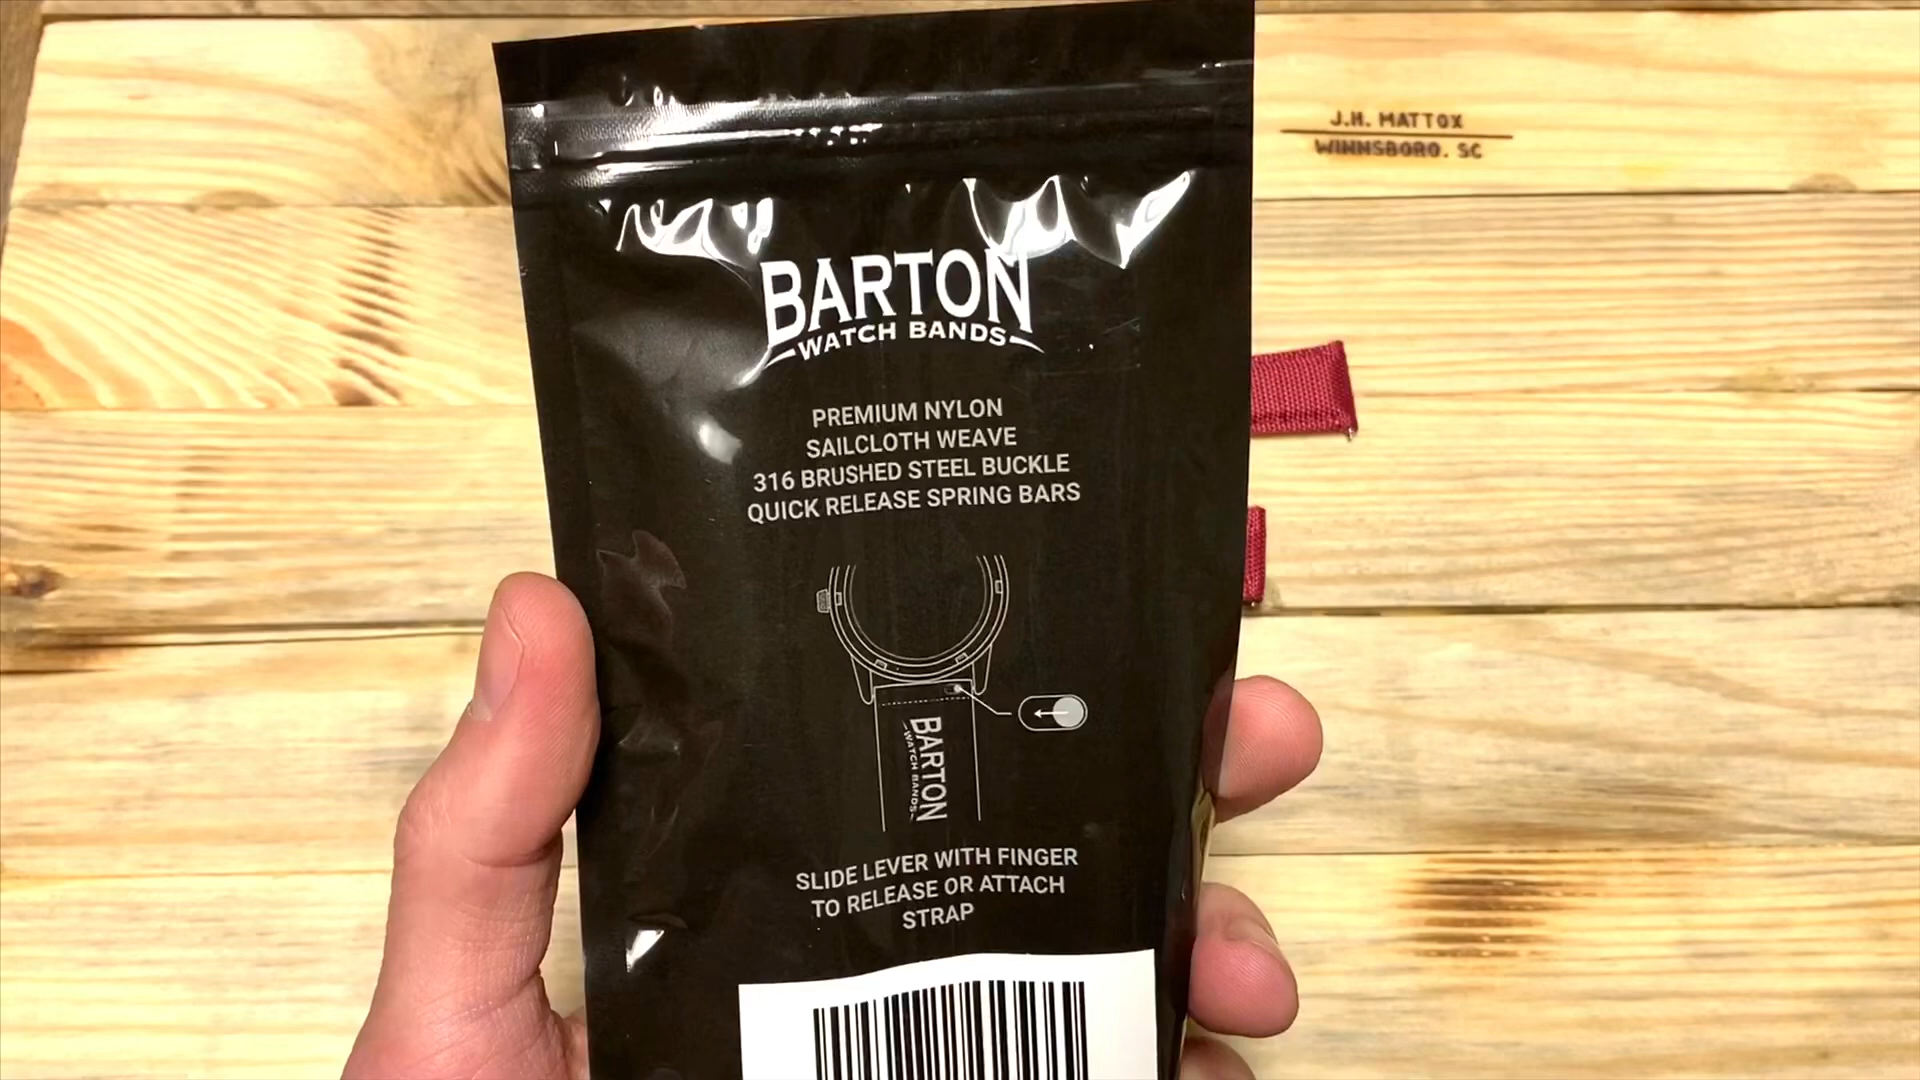 J.H. MATTOX
WINNSBORO. SC
BARTON
WATCH BANDS
PREMIUM NYLON
SAILCLOTH WEAVE
316 BRUSHED STEEL BUCKLE
QUICK RELEASE SPRING BARS
BARTON
WATCH BANDS
SLIDE LEVER WITH FINGER
TO RELEASE OR ATTACH
STRAP